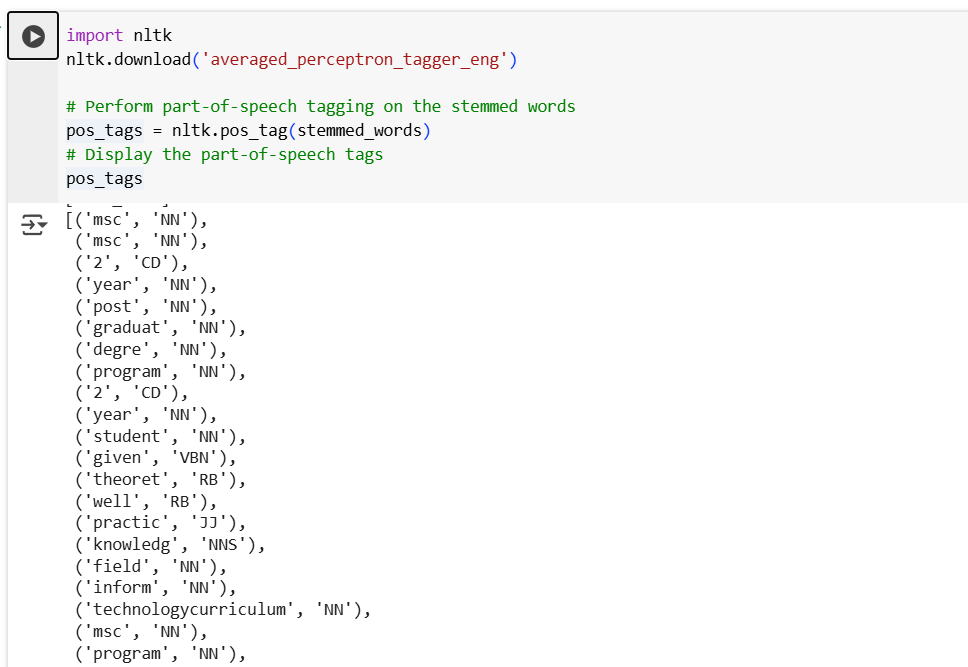 import nltk
nltk.download('averaged_perceptron_tagger_eng')
# Perform part-of-speech tagging on the stemmed words
pos_tags = nltk.pos_tag(stemmed_words)
# Display the part-of-speech tags
pos_tags
[('msc', 'NN'),
('msc', 'NN'),
('2', 'CD'),
('year', 'NN'),
('post', 'NN'),
('graduat', 'NN'),
('degre', 'NN'),
('program', 'NN'),
('2', 'CD'),
('year', 'NN'),
('student', 'NN'),
('given', 'VBN'),
('theoret', 'RB'),
('well', 'RB'),
('practic', 'JJ'),
('knowledg', 'NNS'),
('field', 'NN'),
('inform', 'NN'),
('technologycurriculum', 'NN'),
('msc', 'NN'),
('program', 'NN'),